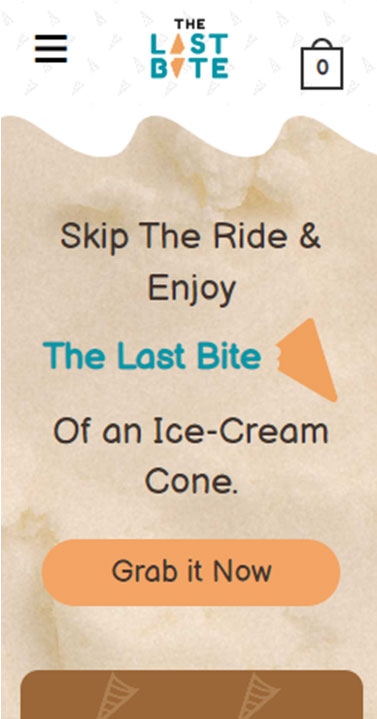 THE
LAST
BITE
0
Skip The Ride &
Enjoy
The Last Bite
Of an Ice-Cream
Cone.
Grab it Now